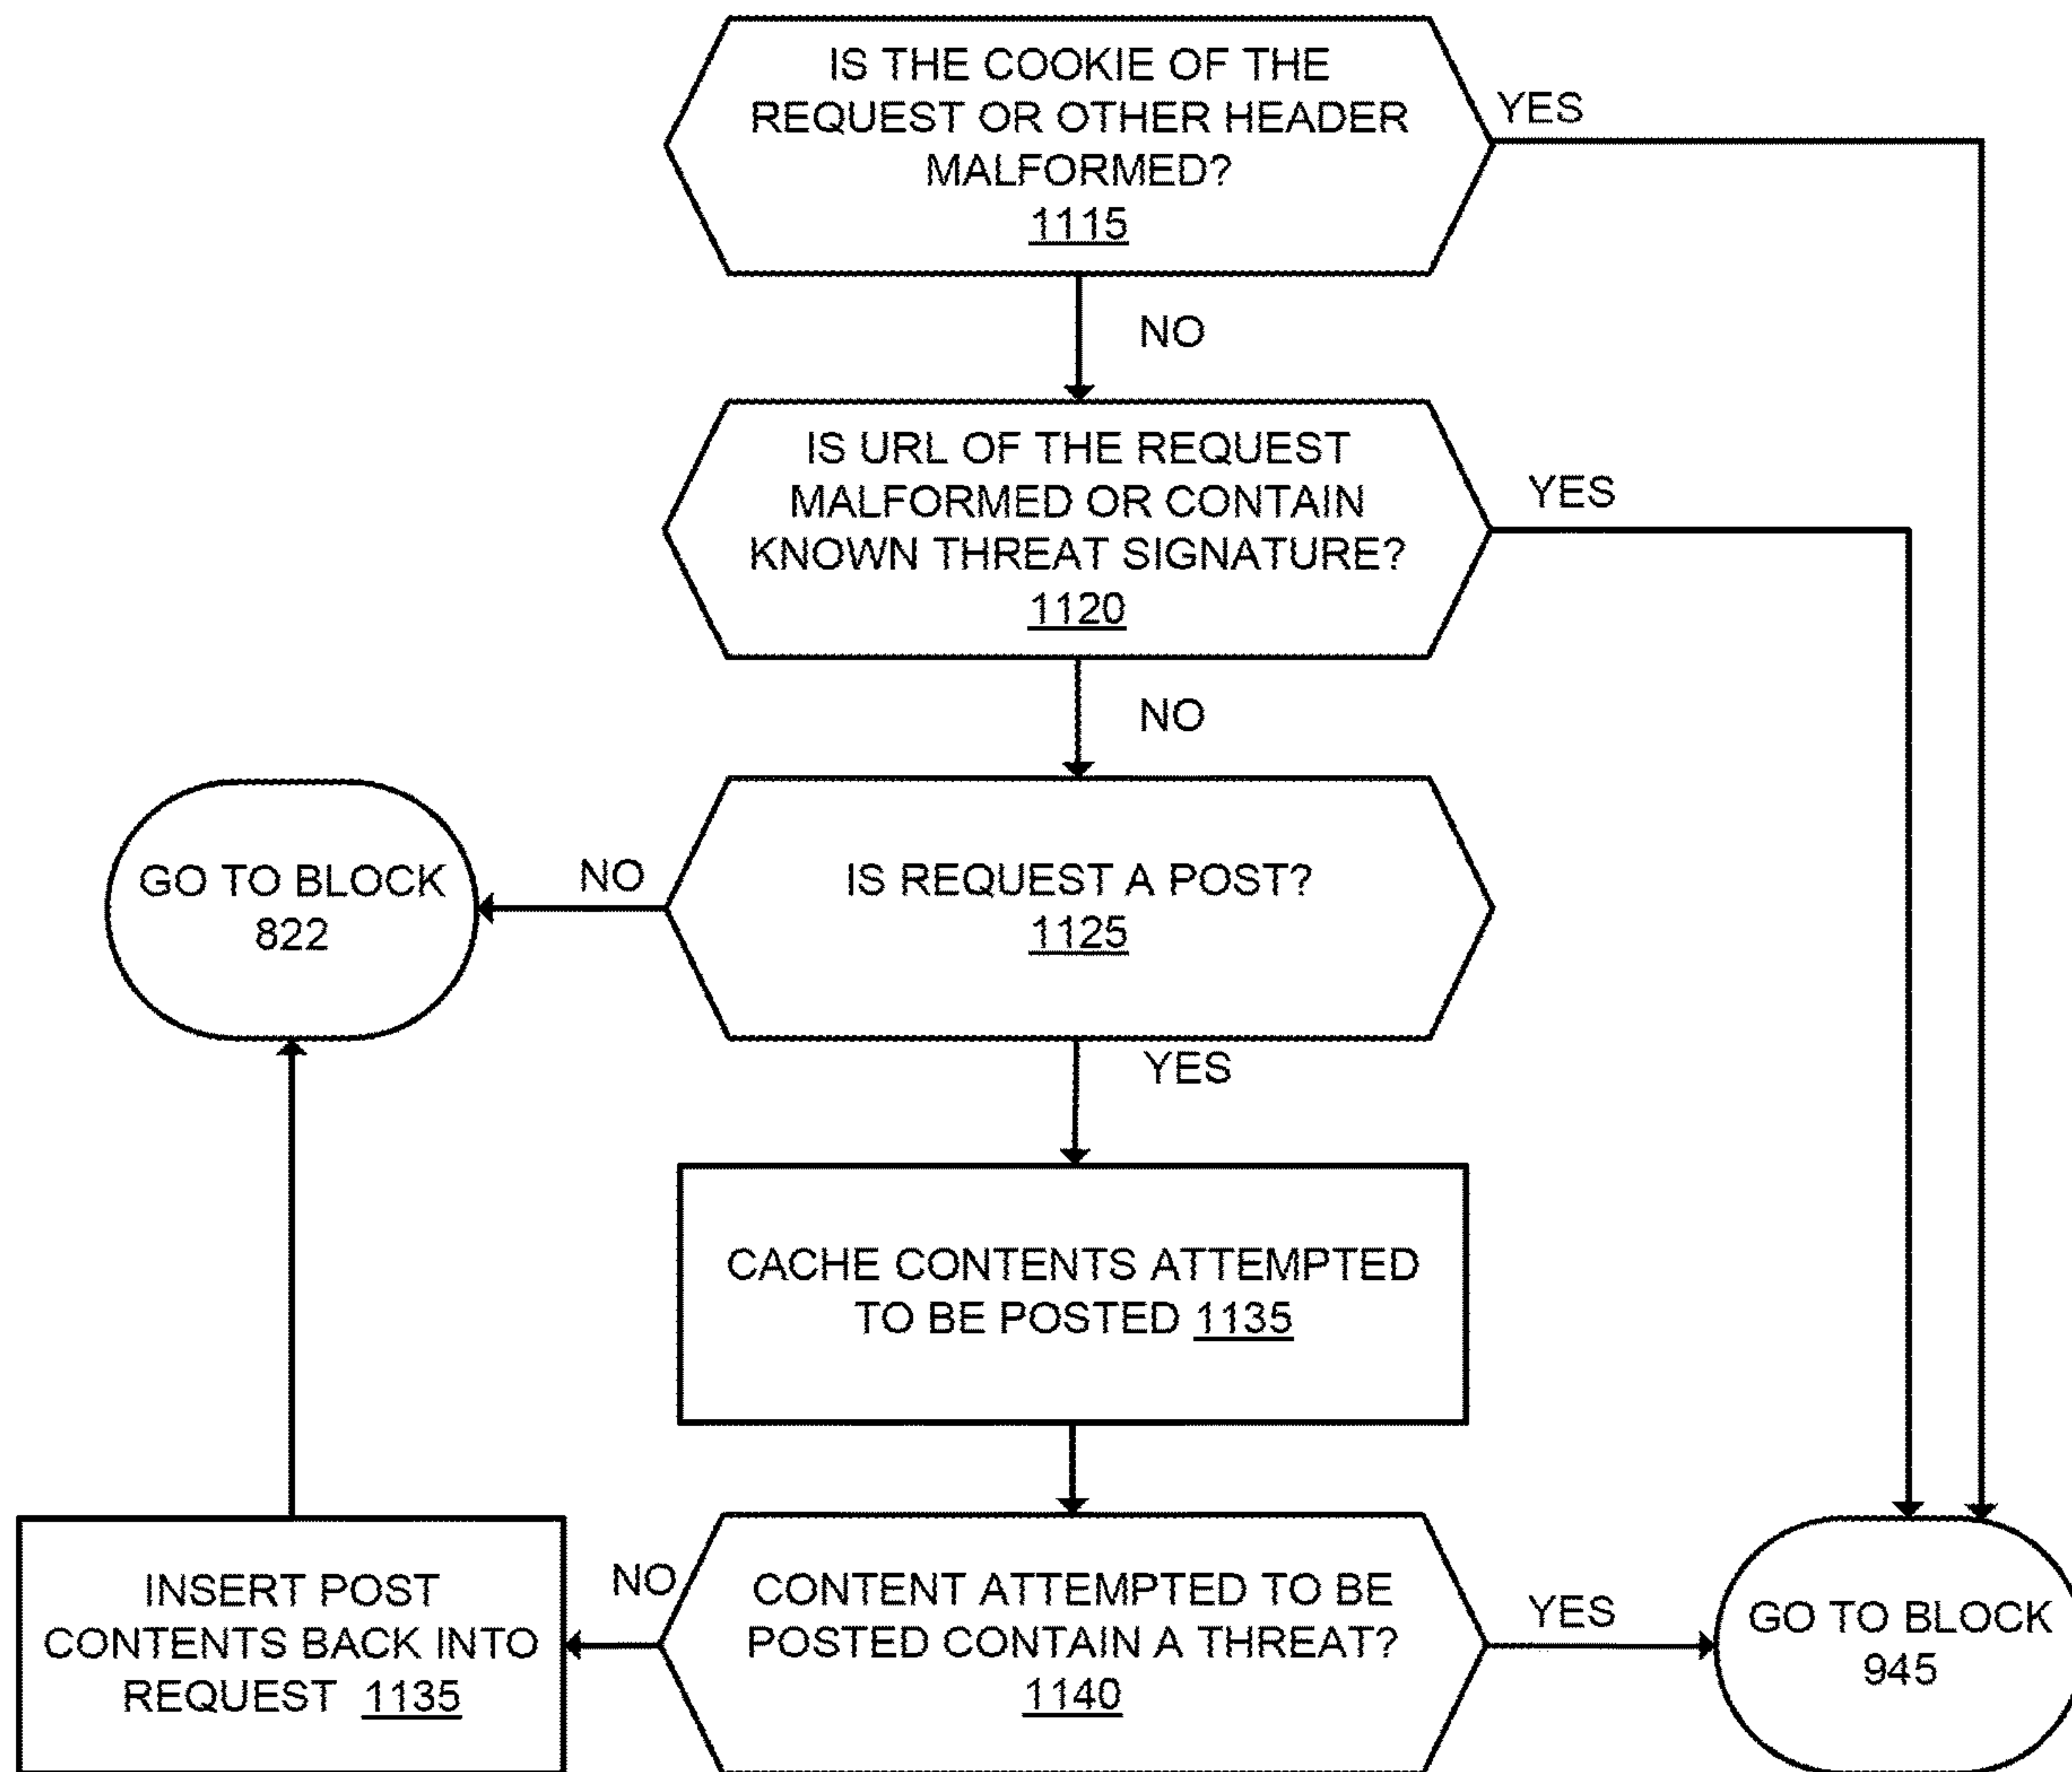 IS THE COOKIE OF THE
REQUEST OR OTHER HEADER
MALFORMED?
1115
YES
NO
IS URL OF THE REQUEST
MALFORMED OR CONTAIN
KNOWN THREAT SIGNATURE?
1120
YES
NO
GO TO BLOCK
822
NO
IS REQUEST A POST?
1125
YES
CACHE CONTENTS ATTEMPTED
TO BE POSTED 1135
INSERT POST
CONTENTS BACK INTO
REQUEST 1135
NO
CONTENT ATTEMPTED TO BE
POSTED CONTAIN A THREAT?
1140
YES
GO TO BLOCK
945